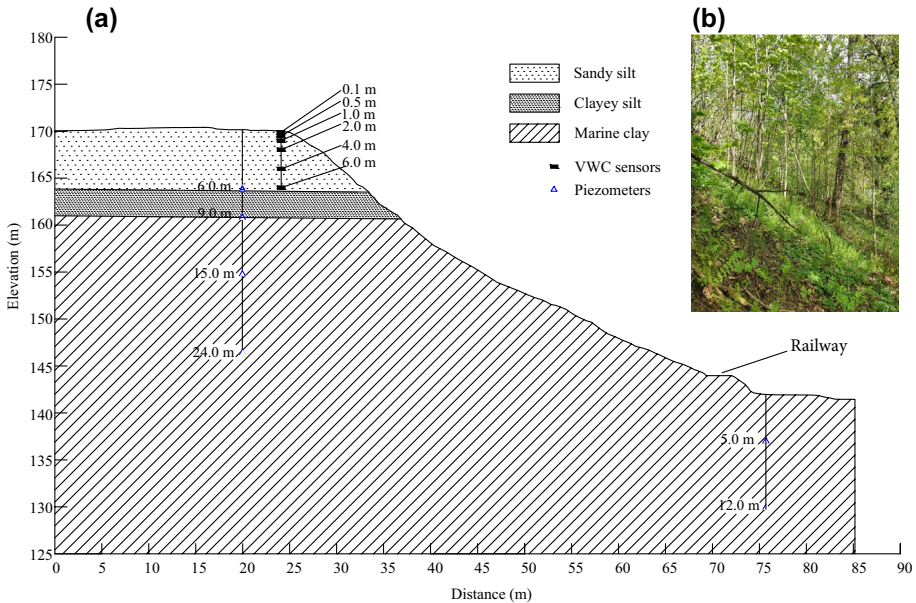 (a)
(b)
180
175
170
165
160
155
150
145
140
135
130
125
Elevation (m)
0.1 m
0.5 m
1.0 m
2.0 m
4.0 m
6.0 m
Sandy silt
Clayey silt
Marine clay
VWC sensors
Piezometers
6.0 m
9.0 m
15.0 m
24.0 m
Railway
5.0 m
12.0 m
0 5 10 15 20 25 30 35 40 45 50 55 60 65 70 75 80 85 90
Distance (m)